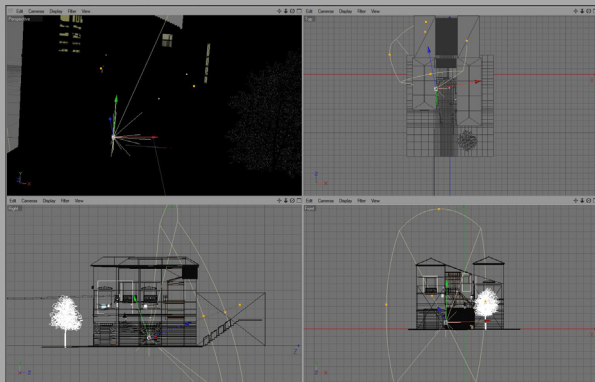 Edit Cameras Display Filter View
Perspective
Y
Z X
Edit Cameras Display Filter View
Top
Z
X
Edit Cameras Display Filter View
Right
Y
Z
Edit Cameras Display Filter View
Front
Y
X